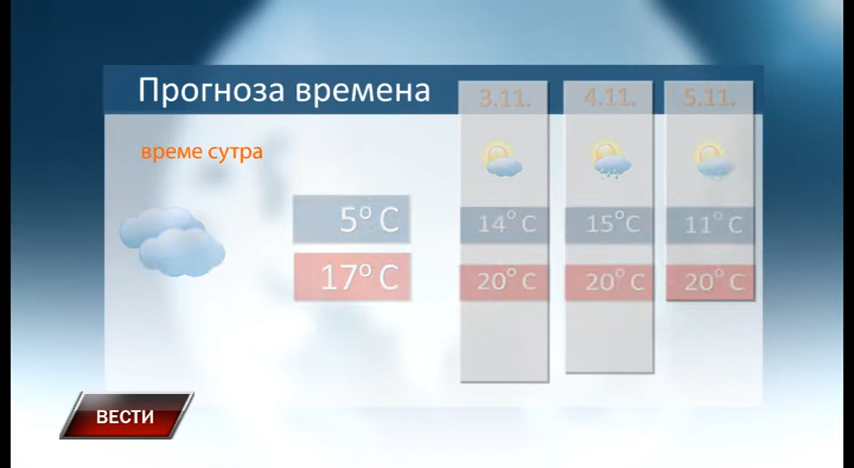 Прогноза времена
3.11. 4.11. 5.11.
време сутра
5° C 14° C 15°C 11° C
17° C 20° C 20° C 20° C
ВЕСТИ